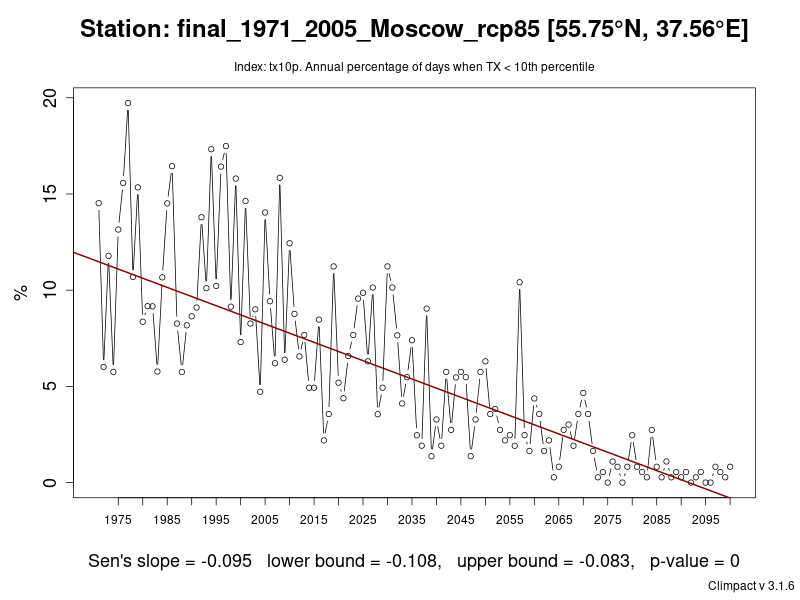 Station: final_1971_2005_Moscow_rcp85 [55.75°N, 37.56°E]
Index: tx10p. Annual percentage of days when TX < 10th percentile
20
15
10
5
0
%
1975 1985 1995 2005 2015 2025 2035 2045 2055 2065 2075 2085 2095
Sen's slope = -0.095 lower bound = -0.108, upper bound = -0.083, p-value = 0
Climpact v 3.1.6